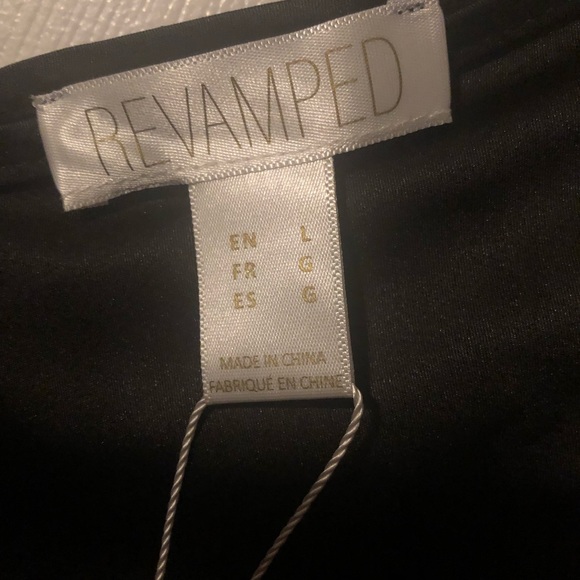 REVAMPED
EN L
FR G
ES G
MADE IN CHINA
FABRIQUÉ EN CHINE